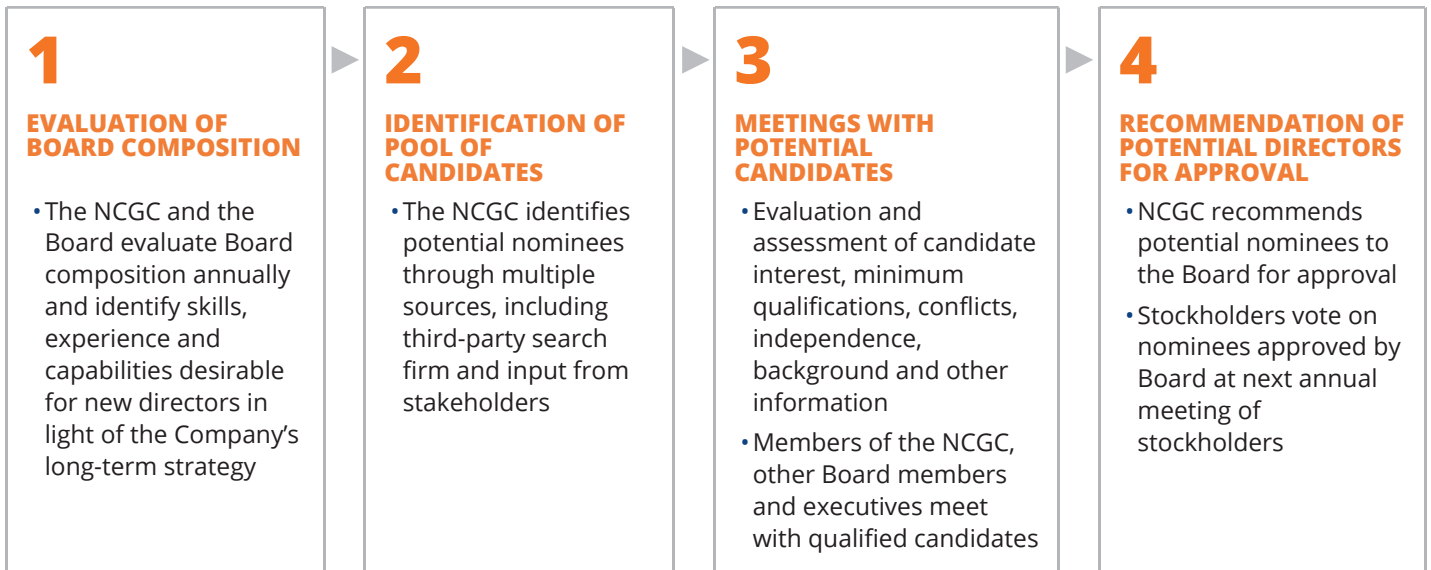 1
EVALUATION OF
BOARD COMPOSITION
•The NCGC and the
Board evaluate Board
composition annually
and identify skills,
experience and
capabilities desirable
for new directors in
light of the Company’s
long-term strategy
2
IDENTIFICATION OF
POOL OF
CANDIDATES
•The NCGC identifies
potential nominees
through multiple
sources, including
third-party search
firm and input from
stakeholders
3
MEETINGS WITH
POTENTIAL
CANDIDATES
•Evaluation and
assessment of candidate
interest, minimum
qualifications, conflicts,
independence,
background and other
information
•Members of the NCGC,
other Board members
and executives meet
with qualified candidates
4
RECOMMENDATION OF
POTENTIAL DIRECTORS
FOR APPROVAL
•NCGC recommends
potential nominees to
the Board for approval
•Stockholders vote on
nominees approved by
Board at next annual
meeting of
stockholders